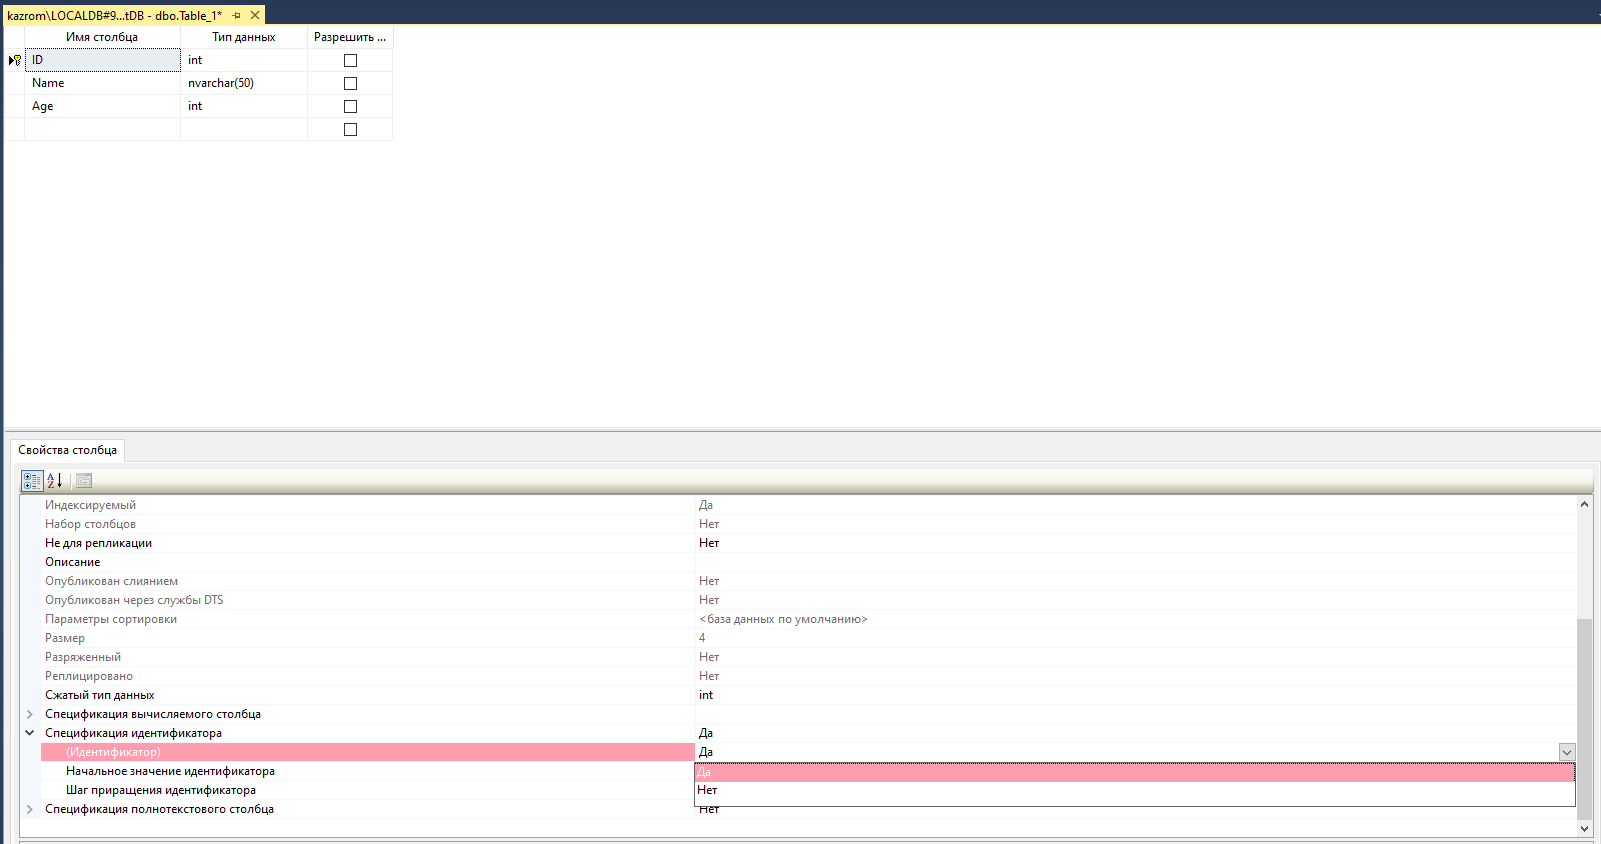 kazrom\LOCALDB#9...tDB - dbo.Table_1*
Имя столбца Тип данных Разрешить ...
ID int
Name nvarchar(50)
Age int
Свойства столбца
Индексируемый Да
Набор столбцов Нет
Не для репликации Нет
Описание
Опубликован слиянием Нет
Опубликован через службы DTS Нет
Параметры сортировки <база данных по умолчанию>
Размер 4
Разряженный Нет
Реплицировано Нет
Сжатый тип данных int
Спецификация вычисляемого столбца
Спецификация идентификатора Да
(Идентификатор) Да
Начальное значение идентификатора Да
Шаг приращения идентификатора Нет
Спецификация полнотекстового столбца Нет